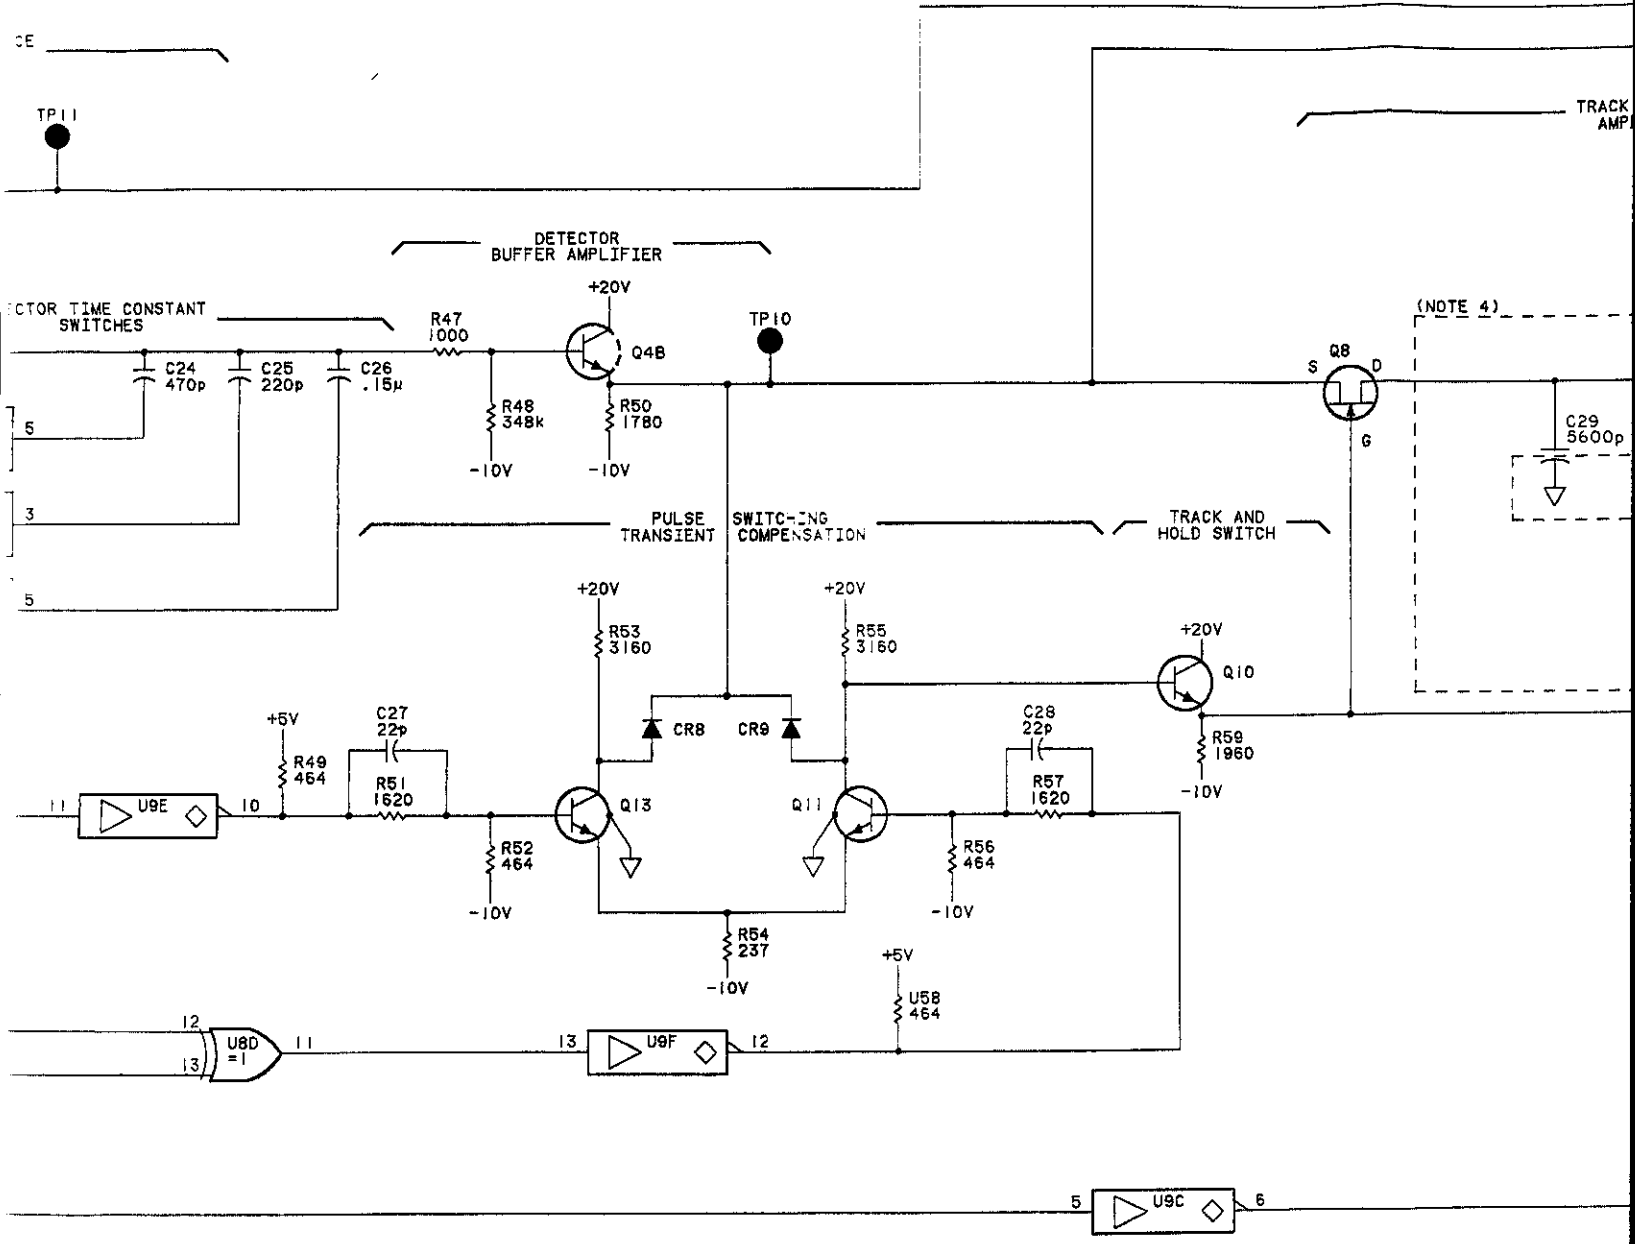 CE
TP11
TRACK
AMP
DETECTOR
BUFFER AMPLIFIER
+20V
(NOTE 4)
ECTOR TIME CONSTANT
SWITCHES
R47
1000
TP10
Q4B
Q8
S
D
G
C24
470p
C25
220p
C26
.15µ
R48
348k
R50
1780
-10V
-10V
C29
5600p
5
3
5
PULSE SWITCHING
TRANSIENT COMPENSATION
TRACK AND
HOLD SWITCH
+20V
+20V
R53
3160
R55
3160
+20V
Q10
+5V
C27
22p
CR8
CR9
C28
22p
R59
1960
-10V
R49
464
R51
1620
R57
1620
11
U9E
10
Q13
Q11
R52
464
R56
464
-10V
-10V
R54
237
-10V
+5V
U58
464
12
13
U8D
=1
11
13
U9F
12
5
U9C
6